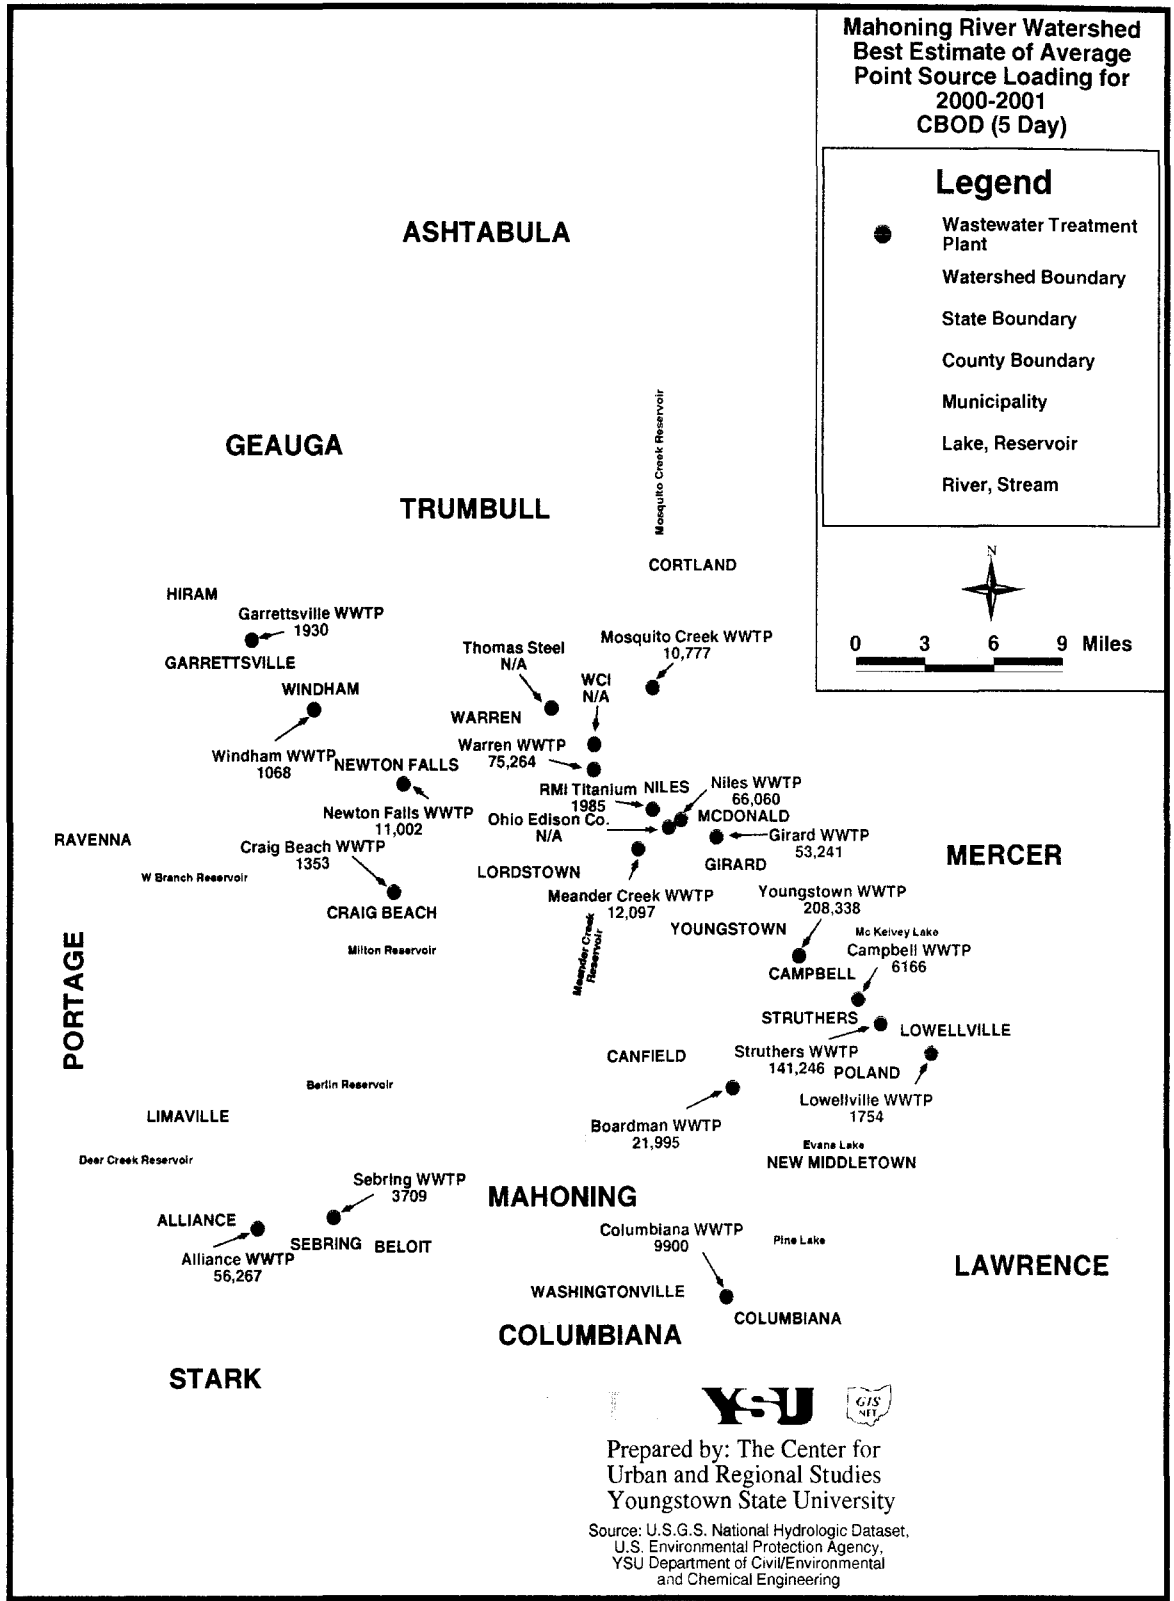 Mahoning River Watershed
Best Estimate of Average
Point Source Loading for
2000-2001
CBOD (5 Day)
Legend
Wastewater Treatment
Plant
Watershed Boundary
State Boundary
County Boundary
Municipality
Lake, Reservoir
River, Stream
N
0 3 6 9 Miles
ASHTABULA
GEAUGA
TRUMBULL
Mosquito Creek Reservoir
CORTLAND
HIRAM
Garrettsville WWTP
1930
GARRETTSVILLE
Thomas Steel
N/A
Mosquito Creek WWTP
10,777
WCI
N/A
WINDHAM
WARREN
Windham WWTP
1068
Warren WWTP
75,264
NEWTON FALLS
RMI Titanium
1985
NILES
Niles WWTP
66,060
Newton Falls WWTP
11,002
Ohio Edison Co.
N/A
MCDONALD
Girard WWTP
53,241
RAVENNA
Craig Beach WWTP
1353
GIRARD
MERCER
W Branch Reservoir
LORDSTOWN
Meander Creek WWTP
12,097
Youngstown WWTP
208,338
CRAIG BEACH
YOUNGSTOWN
Mc Kelvey Lake
Campbell WWTP
6166
Milton Reservoir
Meander Creek
Reservoir
CAMPBELL
PORTAGE
STRUTHERS
LOWELLVILLE
CANFIELD
Struthers WWTP
141,246
POLAND
Berlin Reservoir
Lowellville WWTP
1754
LIMAVILLE
Boardman WWTP
21,995
Evans Lake
NEW MIDDLETOWN
Deer Creek Reservoir
Sebring WWTP
3709
MAHONING
ALLIANCE
Columbiana WWTP
9900
Pine Lake
SEBRING
BELOIT
Alliance WWTP
56,267
LAWRENCE
WASHINGTONVILLE
COLUMBIANA
COLUMBIANA
STARK
YSU
GIS
NET
Prepared by: The Center for
Urban and Regional Studies
Youngstown State University
Source: U.S.G.S. National Hydrologic Dataset,
U.S. Environmental Protection Agency,
YSU Department of Civil/Environmental
and Chemical Engineering